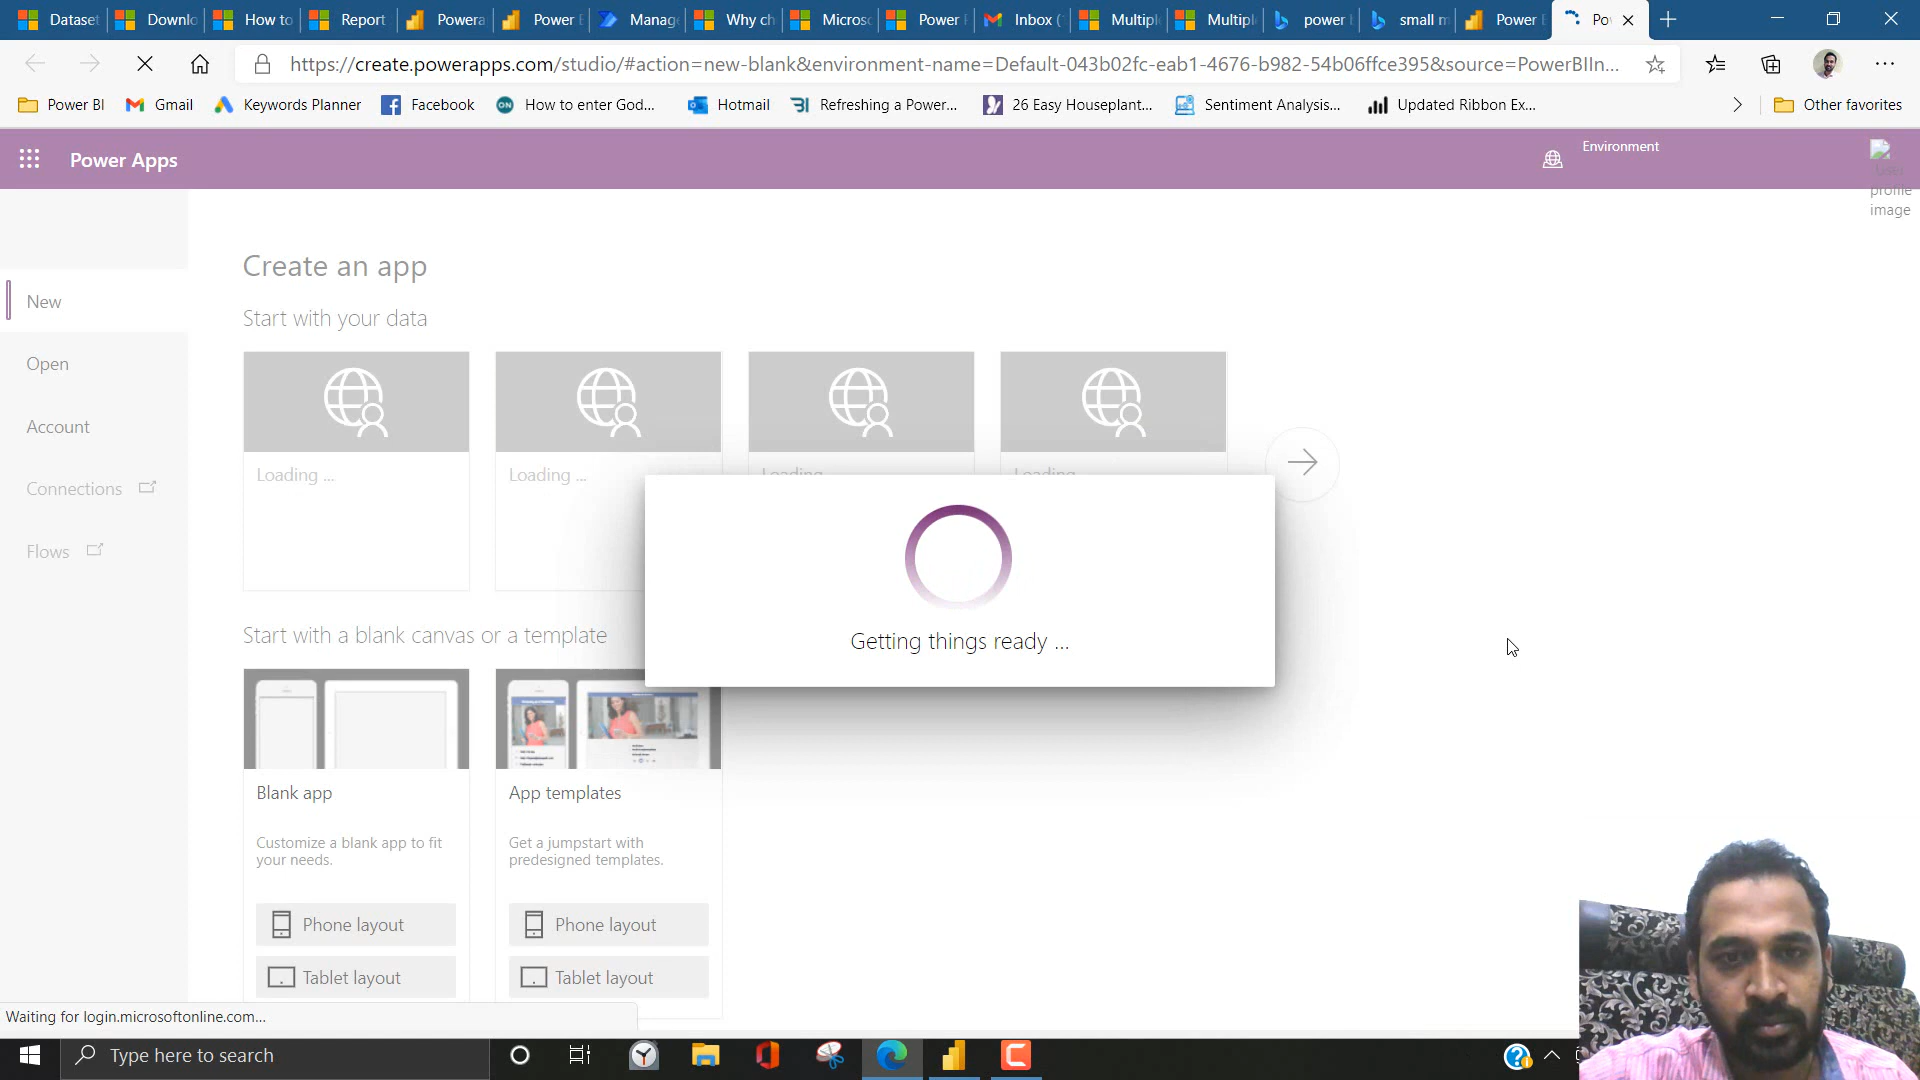 Dataset
Downlo
How to
Report
Powera
Power B
Manag
Why ch
Micros
Power
Inbox (
Multipl
Multipl
power b
small m
Power B
Po
https://create.powerapps.com/studio/#action=new-blank&environment-name=Default-043b02fc-eab1-4676-b982-54b06ffce395&source=PowerBIIn...
Power BI
Gmail
Keywords Planner
Facebook
How to enter God...
Hotmail
Refreshing a Power...
26 Easy Houseplant...
Sentiment Analysis...
Updated Ribbon Ex...
Other favorites
Power Apps
Environment
User
profile
image
New
Open
Account
Connections
Flows
Create an app
Start with your data
Loading ...
Loading ...
Loading
Loading
Getting things ready ...
Start with a blank canvas or a template
Blank app
Customize a blank app to fit
your needs.
Phone layout
Tablet layout
App templates
Get a jumpstart with
predesigned templates.
Phone layout
Tablet layout
Waiting for login.microsoftonline.com...
Type here to search